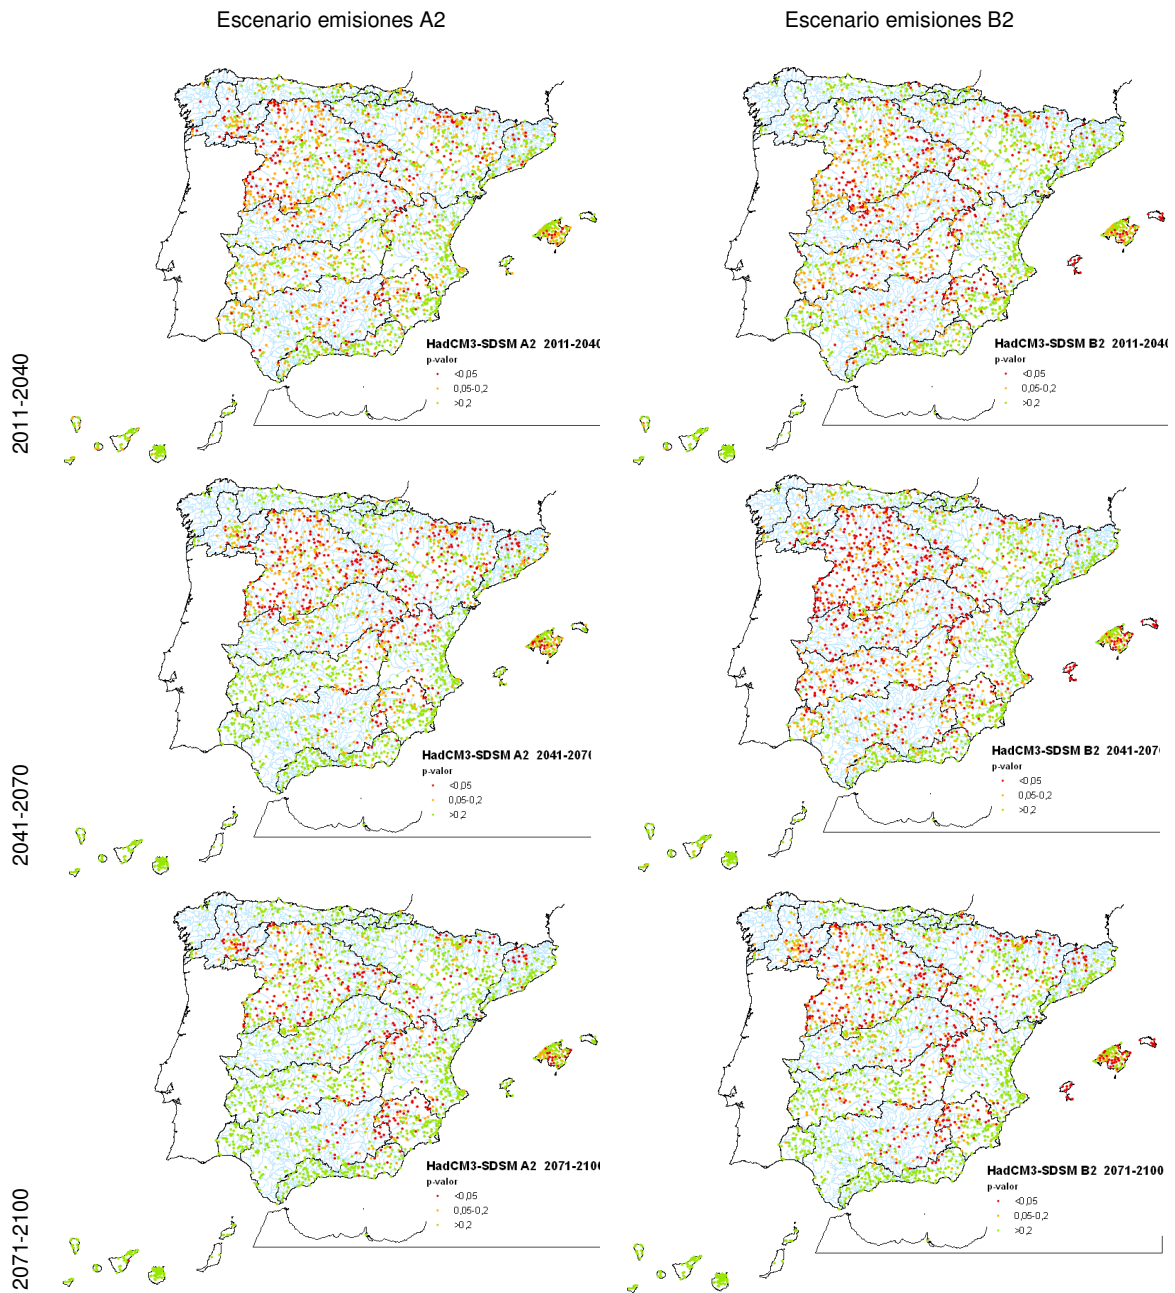 Escenario emisiones A2
Escenario emisiones B2
2011-2040
HadCM3-SDSM A2 2011-2040
p-valor
<0,05
0,05-0,2
>0,2
HadCM3-SDSM B2 2011-2040
p-valor
<0,05
0,05-0,2
>0,2
2041-2070
HadCM3-SDSM A2 2041-2070
p-valor
<0,05
0,05-0,2
>0,2
HadCM3-SDSM B2 2041-2070
p-valor
<0,05
0,05-0,2
>0,2
2071-2100
HadCM3-SDSM A2 2071-2100
p-valor
<0,05
0,05-0,2
>0,2
HadCM3-SDSM B2 2071-2100
p-valor
<0,05
0,05-0,2
>0,2